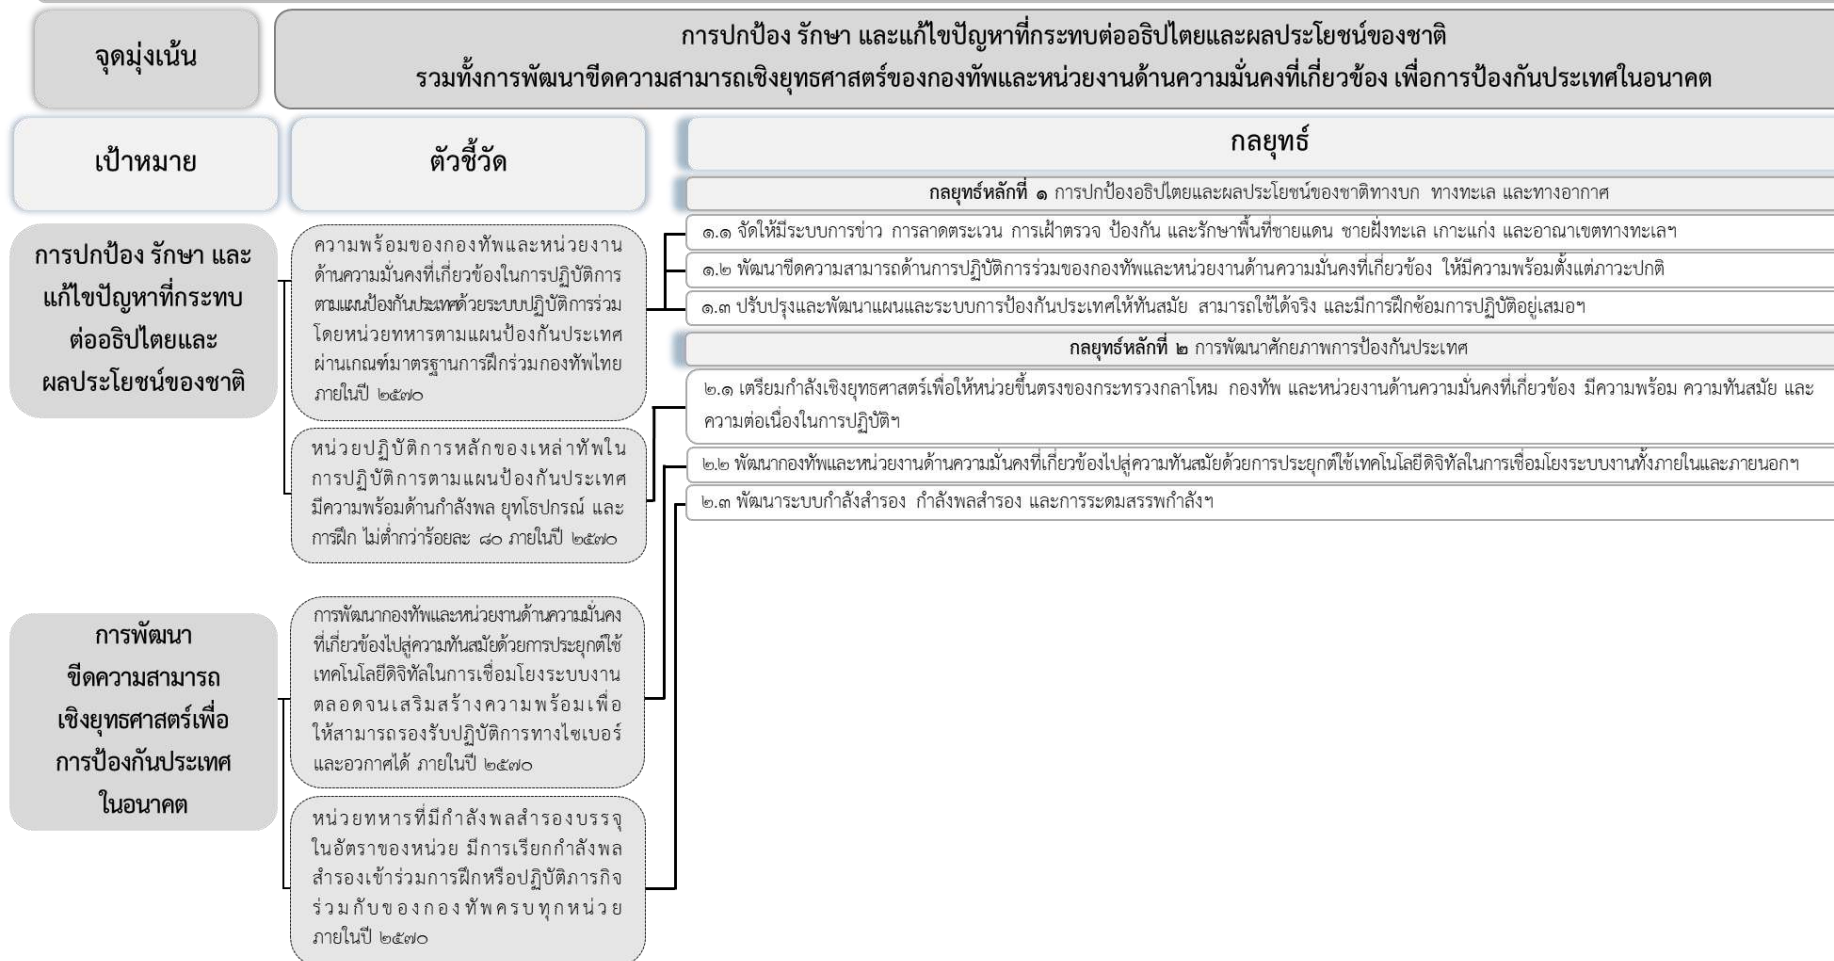 จุดมุ่งเน้น
การปกป้อง รักษา และแก้ไขปัญหาที่กระทบต่ออธิปไตยและผลประโยชน์ของชาติ
รวมทั้งการพัฒนาขีดความสามารถเชิงยุทธศาสตร์ของกองทัพและหน่วยงานด้านความมั่นคงที่เกี่ยวข้อง เพื่อการป้องกันประเทศในอนาคต
เป้าหมาย
ตัวชี้วัด
กลยุทธ์
การปกป้อง รักษา และ
แก้ไขปัญหาที่กระทบ
ต่ออธิปไตยและ
ผลประโยชน์ของชาติ
ความพร้อมของกองทัพและหน่วยงาน
ด้านความมั่นคงที่เกี่ยวข้องในการปฏิบัติการ
ตามแผนป้องกันประเทศด้วยระบบปฏิบัติการร่วม
โดยหน่วยทหารตามแผนป้องกันประเทศ
ผ่านเกณฑ์มาตรฐานการฝึกร่วมกองทัพไทย
ภายในปี ๒๕๗๐
หน่วยปฏิบัติการหลักของเหล่าทัพใน
การปฏิบัติการตามแผนป้องกันประเทศ
มีความพร้อมด้านกำลังพล ยุทโธปกรณ์ และ
การฝึก ไม่ต่ำกว่าร้อยละ ๘๐ ภายในปี ๒๕๗๐
กลยุทธ์หลักที่ ๑ การปกป้องอธิปไตยและผลประโยชน์ของชาติทางบก ทางทะเล และทางอากาศ
๑.๑ จัดให้มีระบบการข่าว การลาดตระเวน การเฝ้าตรวจ ป้องกัน และรักษาพื้นที่ชายแดน ชายฝั่งทะเล เกาะแก่ง และอาณาเขตทางทะเลฯ
๑.๒ พัฒนาขีดความสามารถด้านการปฏิบัติการร่วมของกองทัพและหน่วยงานด้านความมั่นคงที่เกี่ยวข้อง ให้มีความพร้อมตั้งแต่ภาวะปกติ
๑.๓ ปรับปรุงและพัฒนาแผนและระบบการป้องกันประเทศให้ทันสมัย สามารถใช้ได้จริง และมีการฝึกซ้อมการปฏิบัติอยู่เสมอฯ
กลยุทธ์หลักที่ ๒ การพัฒนาศักยภาพการป้องกันประเทศ
๒.๑ เตรียมกำลังเชิงยุทธศาสตร์เพื่อให้หน่วยขึ้นตรงของกระทรวงกลาโหม กองทัพ และหน่วยงานด้านความมั่นคงที่เกี่ยวข้อง มีความพร้อม ความทันสมัย และ
ความต่อเนื่องในการปฏิบัติฯ
๒.๒ พัฒนากองทัพและหน่วยงานด้านความมั่นคงที่เกี่ยวข้องไปสู่ความทันสมัยด้วยการประยุกต์ใช้เทคโนโลยีดิจิทัลในการเชื่อมโยงระบบงานทั้งภายในและภายนอกฯ
๒.๓ พัฒนาระบบกำลังสำรอง กำลังพลสำรอง และการระดมสรรพกำลังฯ
การพัฒนา
ขีดความสามารถ
เชิงยุทธศาสตร์เพื่อ
การป้องกันประเทศ
ในอนาคต
การพัฒนากองทัพและหน่วยงานด้านความมั่นคง
ที่เกี่ยวข้องไปสู่ความทันสมัยด้วยการประยุกต์ใช้
เทคโนโลยีดิจิทัลในการเชื่อมโยงระบบงาน
ตลอดจนเสริมสร้างความพร้อมเพื่อ
ให้สามารถรองรับปฏิบัติการทางไซเบอร์
และอวกาศได้ ภายในปี ๒๕๗๐
หน่วยทหารที่มีกำลังพลสำรองบรรจุ
ในอัตราของหน่วย มีการเรียกกำลังพล
สำรองเข้าร่วมการฝึกหรือปฏิบัติภารกิจ
ร่วมกับของกองทัพครบทุกหน่วย
ภายในปี ๒๕๗๐